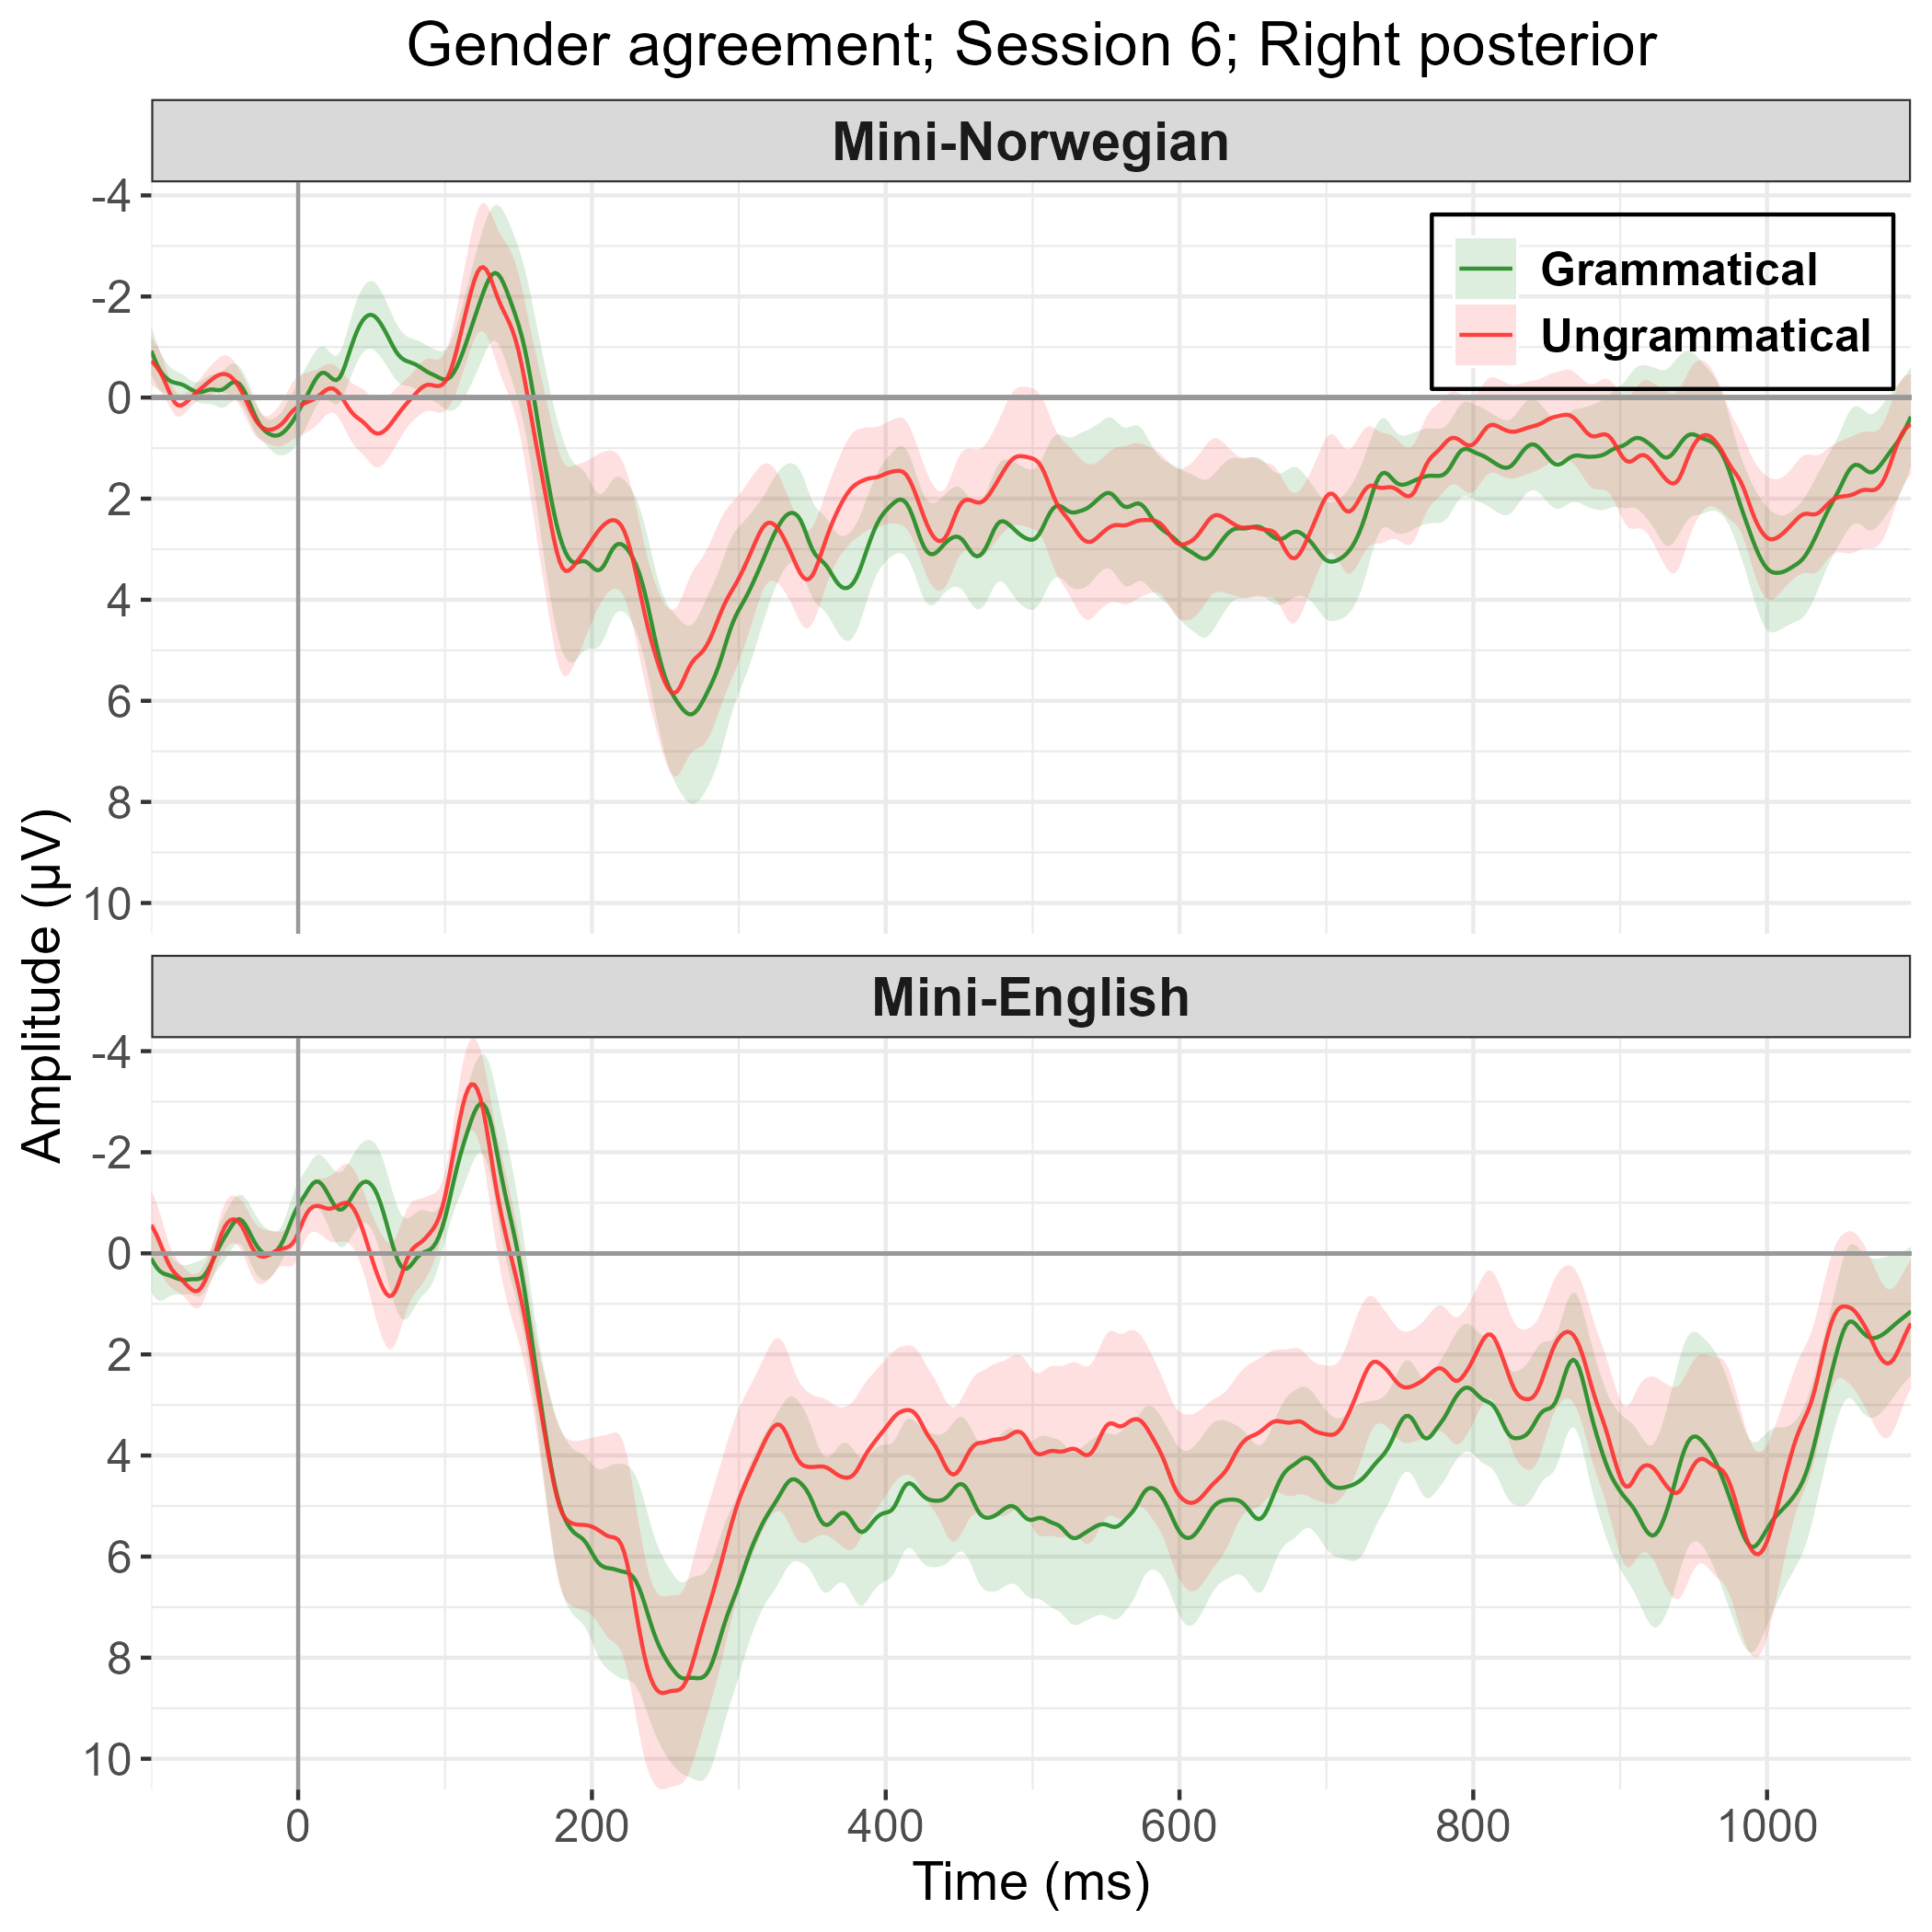 Gender agreement; Session 6; Right posterior
Mini-Norwegian
-4
-2
0
2
4
6
8
10
Grammatical
Ungrammatical
Amplitude (µV)
Mini-English
-4
-2
0
2
4
6
8
10
0 200 400 600 800 1000
Time (ms)